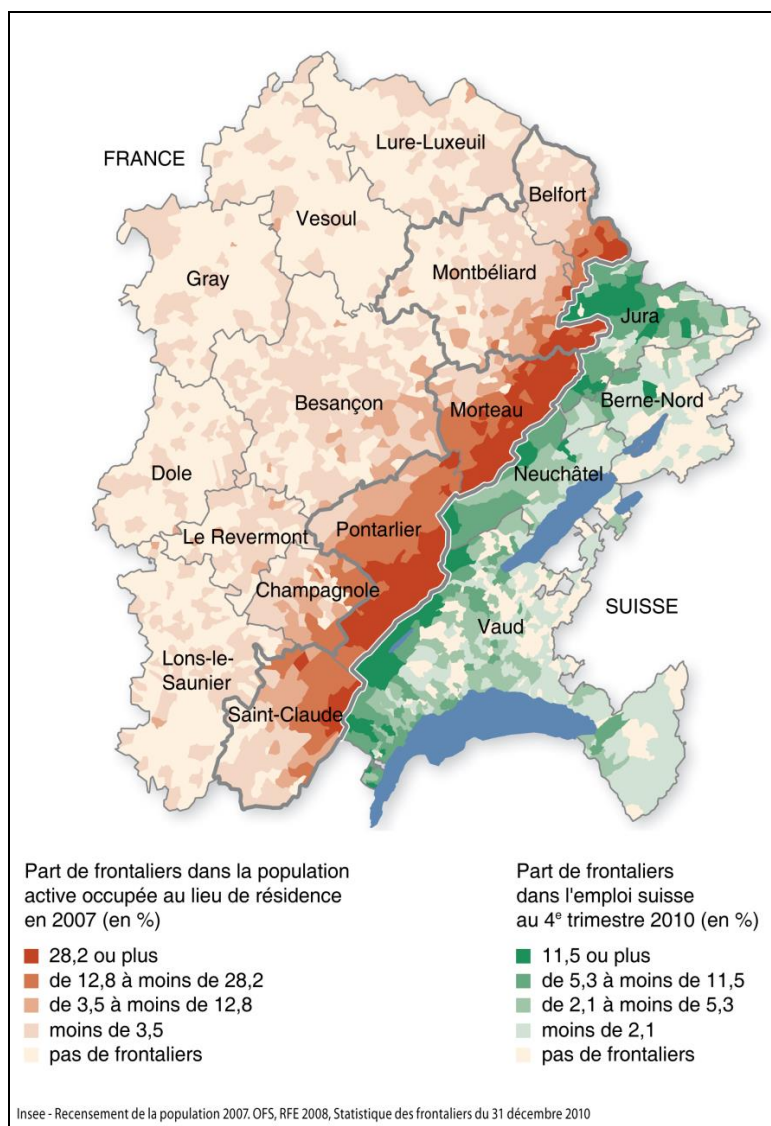 FRANCE
Lure-Luxeuil
Belfort
Vesoul
Gray
Montbéliard
Jura
Besançon
Morteau
Berne-Nord
Dole
Neuchâtel
Pontarlier
Le Revermont
Champagnole
SUISSE
Vaud
Lons-le-
Saunier
Saint-Claude
Part de frontaliers dans la population
active occupée au lieu de résidence
en 2007 (en %)
28,2 ou plus
de 12,8 à moins de 28,2
de 3,5 à moins de 12,8
moins de 3,5
pas de frontaliers
Part de frontaliers
dans l'emploi suisse
au 4e trimestre 2010 (en %)
11,5 ou plus
de 5,3 à moins de 11,5
de 2,1 à moins de 5,3
moins de 2,1
pas de frontaliers
Insee - Recensement de la population 2007. OFS, RFE 2008, Statistique des frontaliers du 31 décembre 2010